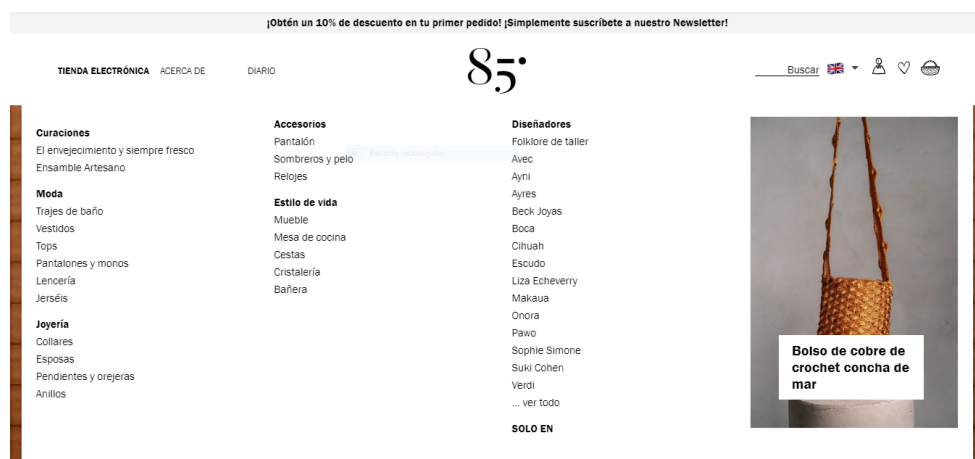 ¡Obtén un 10% de descuento en tu primer pedido! ¡Simplemente suscríbete a nuestro Newsletter!
TIENDA ELECTRÓNICA ACERCA DE DIARIO
85
Buscar
Curaciones
El envejecimiento y siempre fresco
Ensamble Artesano
Moda
Trajes de baño
Vestidos
Tops
Pantalones y monos
Lencería
Jerséis
Joyería
Collares
Esposas
Pendientes y orejeras
Anillos
Accesorios
Pantalón
Sombreros y pelo
Recorte rectangular
Relojes
Estilo de vida
Mueble
Mesa de cocina
Cestas
Cristalería
Bañera
Diseñadores
Folklore de taller
Avec
Ayni
Ayres
Beck Joyas
Boca
Cihuah
Escudo
Liza Echeverry
Makaua
Onora
Pawo
Sophie Simone
Suki Cohen
Verdi
... ver todo
SOLO EN
Bolso de cobre de
crochet concha de
mar